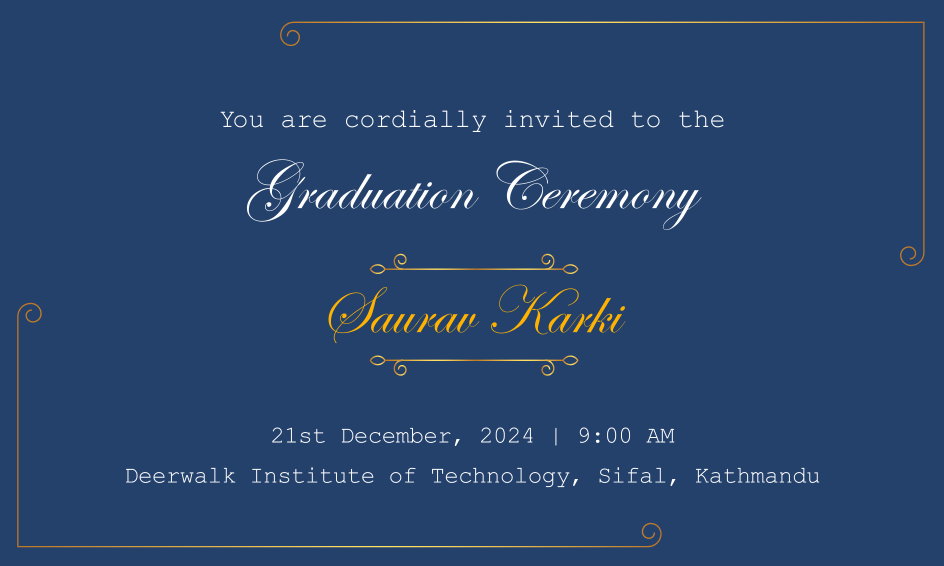 You are cordially invited to the
Graduation Ceremony
Saurav Karki
21st December, 2024 | 9:00 AM
Deerwalk Institute of Technology, Sifal, Kathmandu